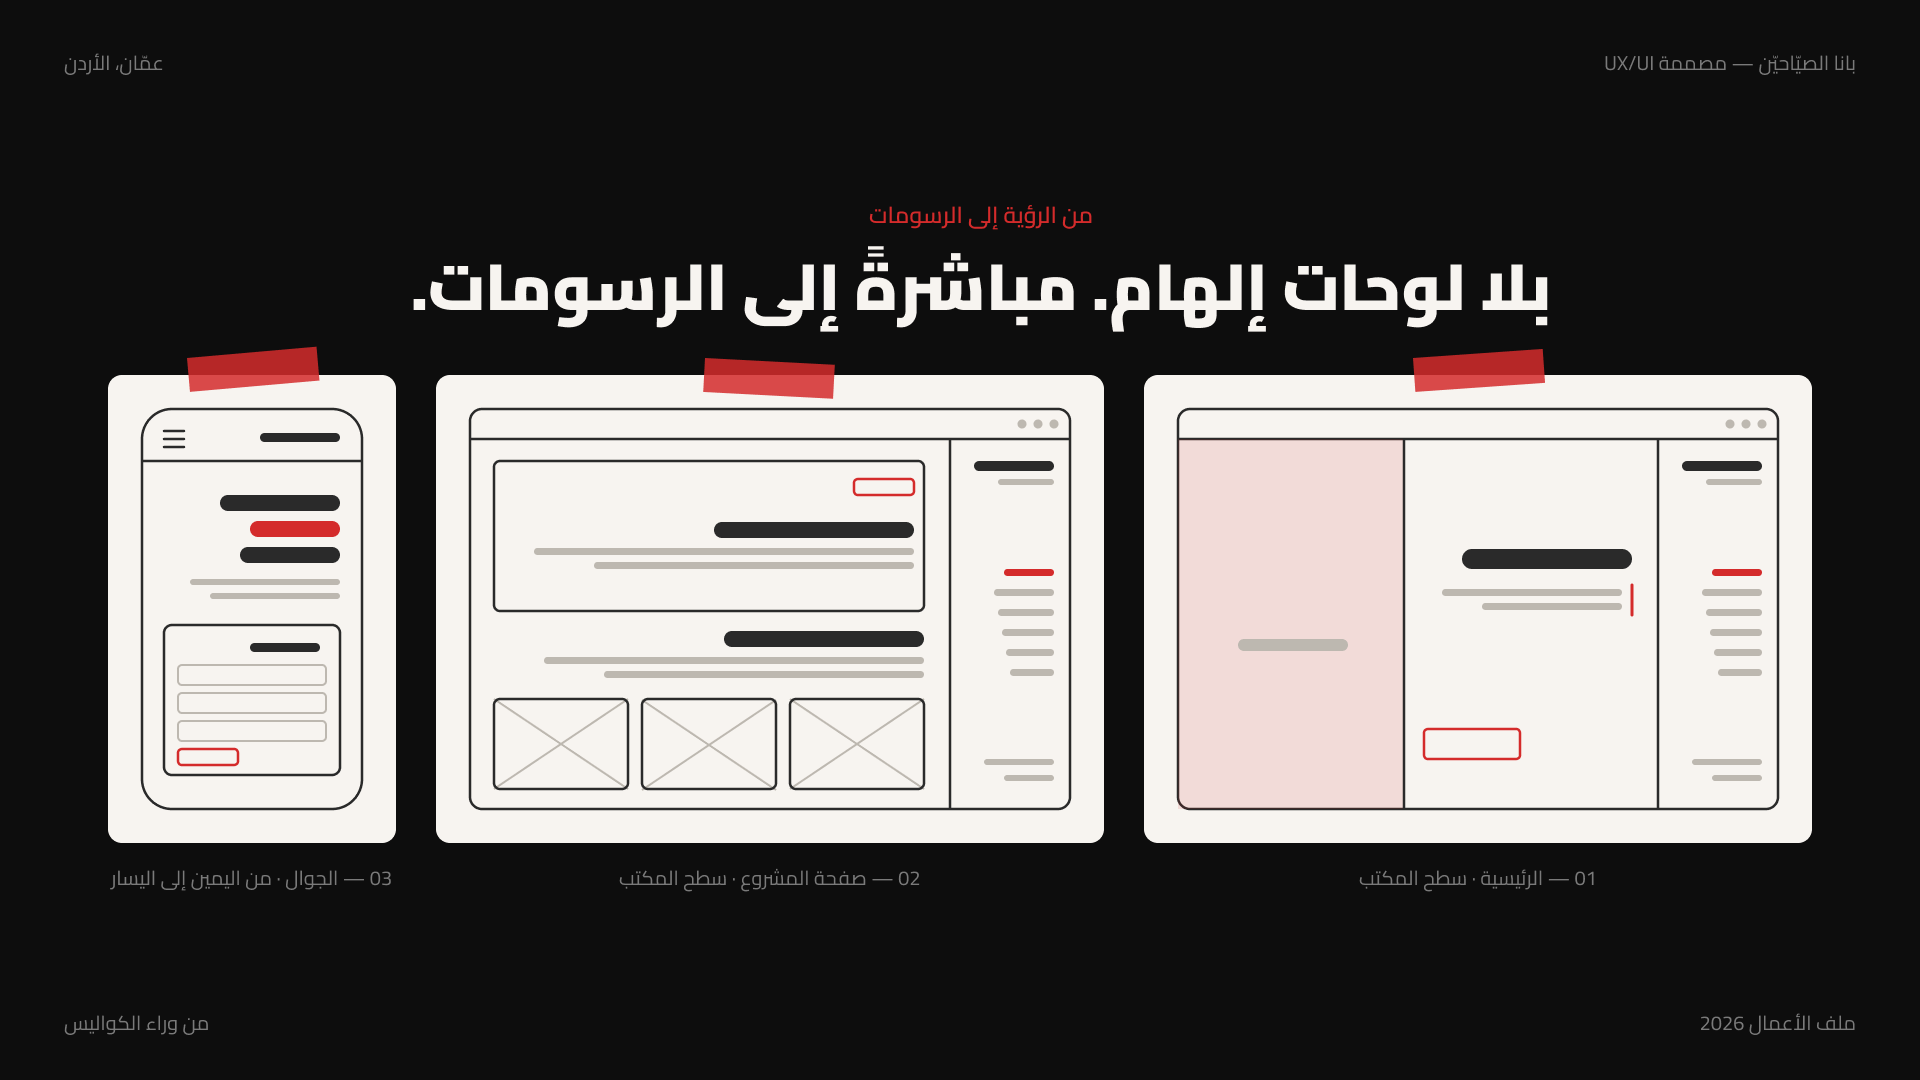 بانا الصيّاحيّن — مصممة UX/UI
عمّان، الأردن
من الرؤية إلى الرسومات
بلا لوحات إلهام. مباشرةً إلى الرسومات.
01 — الرئيسية · سطح المكتب
02 — صفحة المشروع · سطح المكتب
03 — الجوال · من اليمين إلى اليسار
ملف الأعمال 2026
من وراء الكواليس